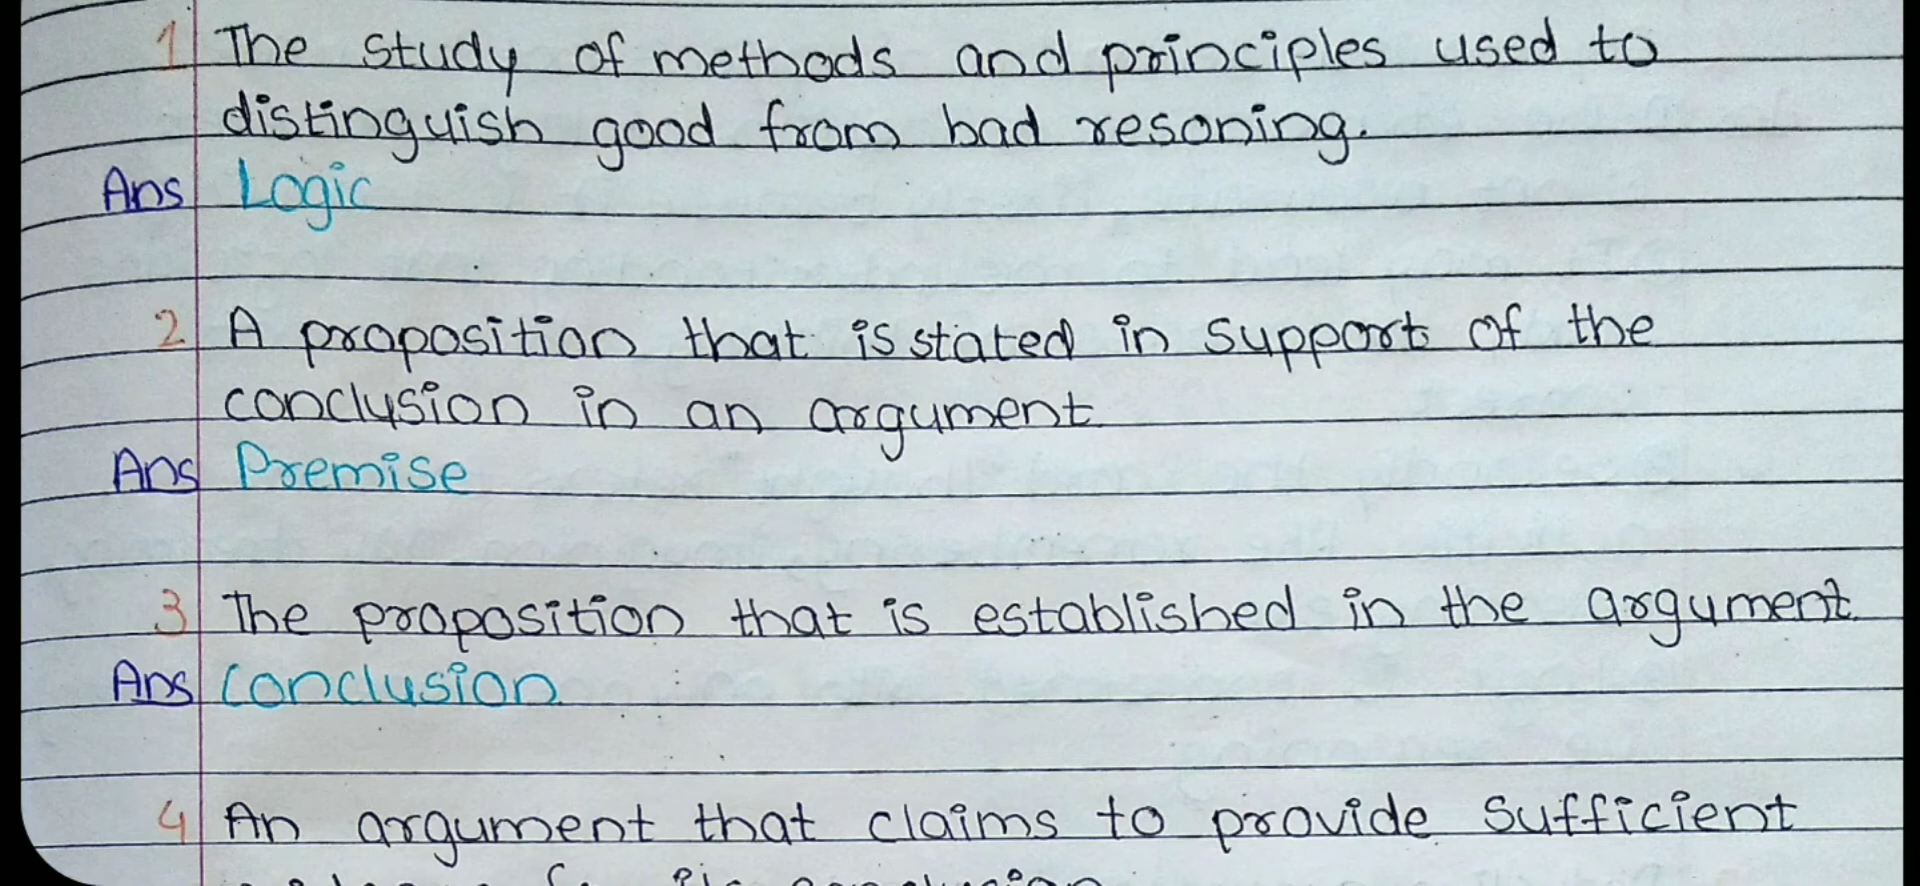 1 The study of methods and principles used to
distinguish good from bad resoning.
Ans Logic
2 A proposition that is stated in support of the
conclusion in an argument
Ans Premise
3 The proposition that is established in the argument.
Ans Conclusion
4 An argument that claims to provide sufficient
conclusion